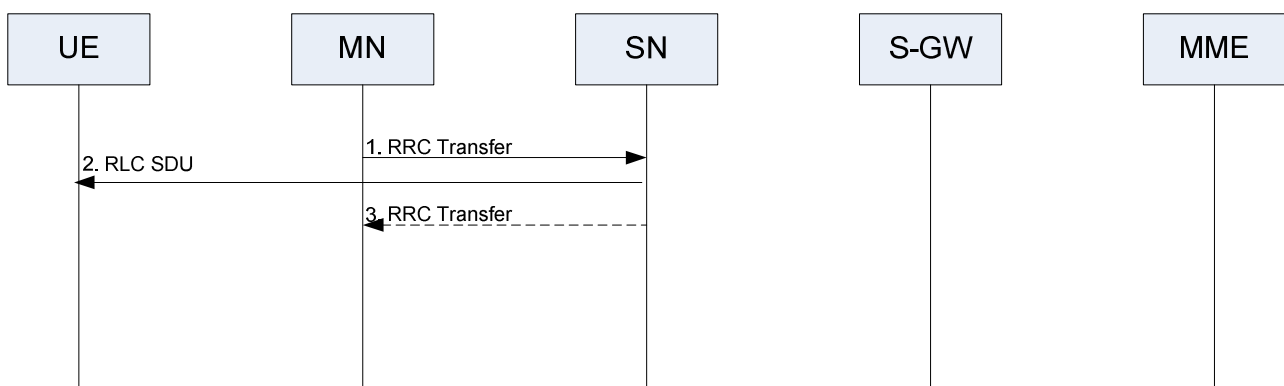 UE
MN
SN
S-GW
MME
1. RRC Transfer
2. RLC SDU
3. RRC Transfer